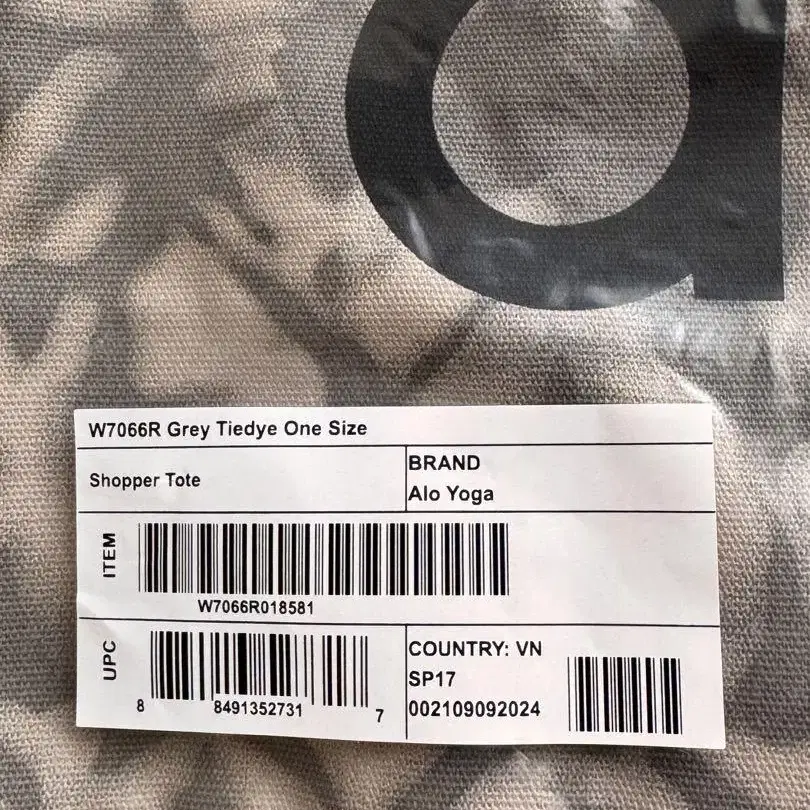 a
W7066R Grey Tiedye One Size
Shopper Tote
BRAND
Alo Yoga
ITEM
W7066R018581
UPC
8 8491352731 7
COUNTRY: VN
SP17
002109092024